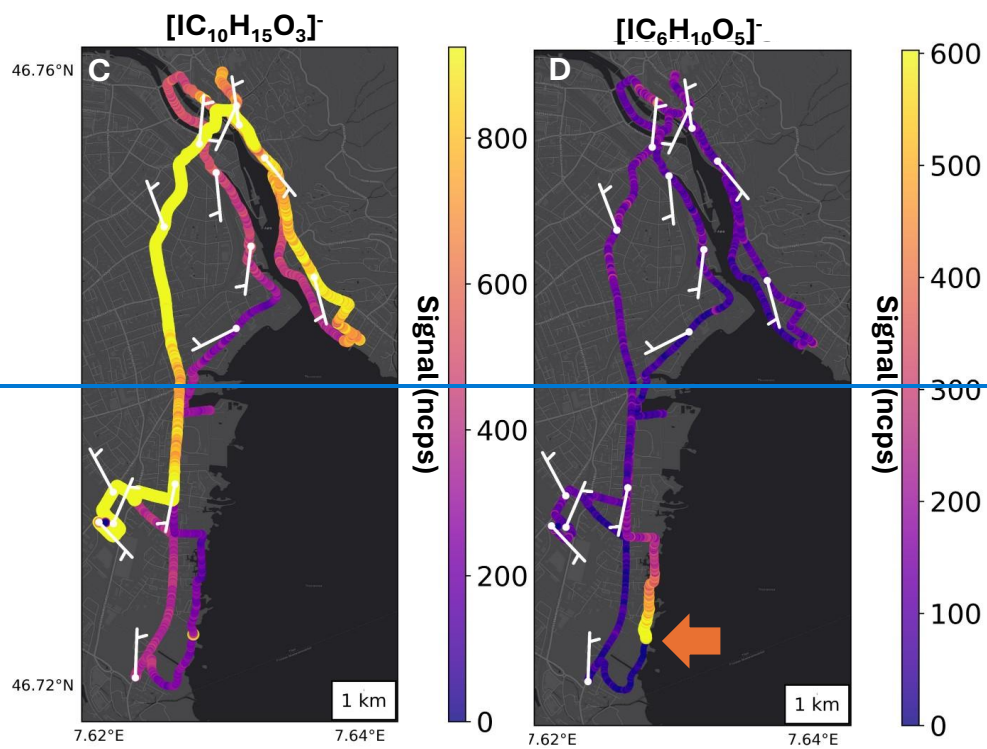 [IC₁₀H₁₅O₃]⁻
[IC₆H₁₀O₅]⁻
C
D
46.76°N
46.72°N
7.62°E
7.64°E
1 km
800
600
400
200
0
Signal (ncps)
7.62°E
7.64°E
1 km
600
500
400
300
200
100
0
Signal (ncps)